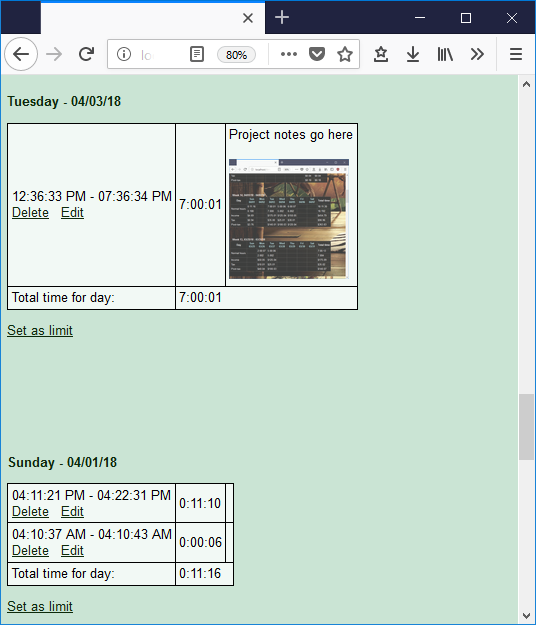 lo
80%
Tuesday - 04/03/18
12:36:33 PM - 07:36:34 PM
Delete Edit
7:00:01
Project notes go here
Total time for day:
7:00:01
Set as limit
Sunday - 04/01/18
04:11:21 PM - 04:22:31 PM
Delete Edit
0:11:10
04:10:37 AM - 04:10:43 AM
Delete Edit
0:00:06
Total time for day:
0:11:16
Set as limit